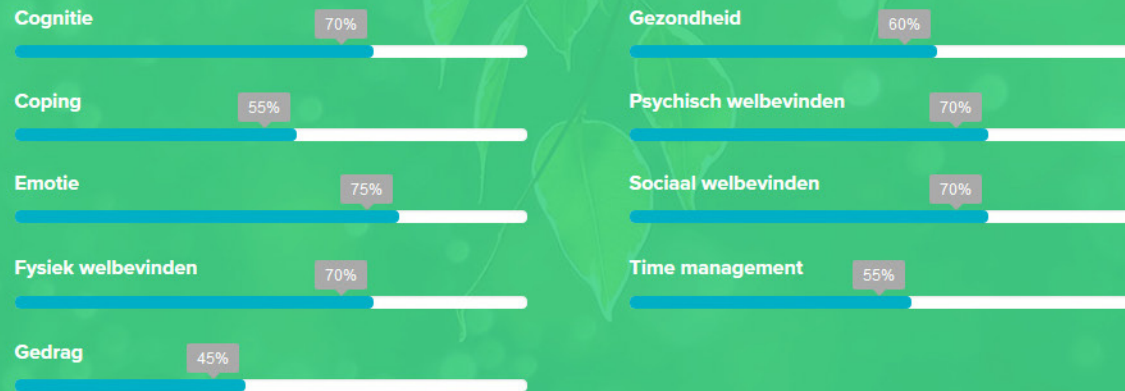 Cognitie
70%
Coping
55%
Emotie
75%
Fysiek welbevinden
70%
Gedrag
45%
Gezondheid
60%
Psychisch welbevinden
70%
Sociaal welbevinden
70%
Time management
55%